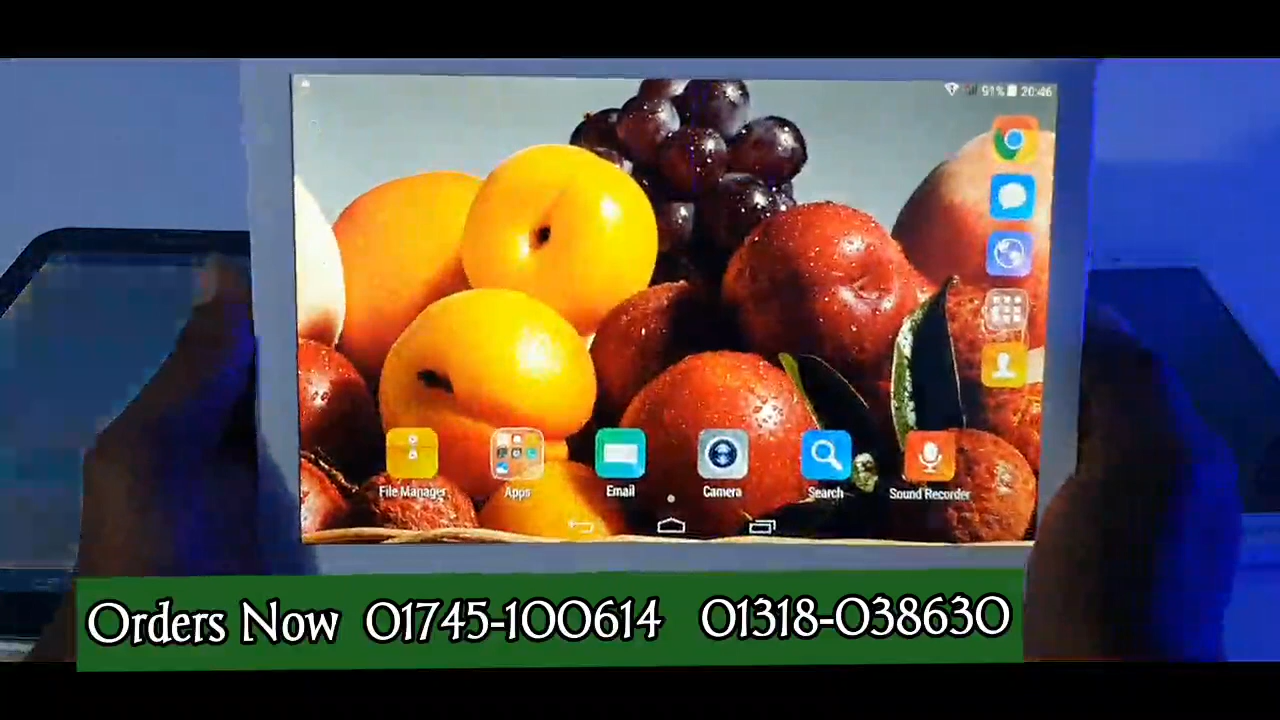 91% 20:46
File Manager Apps Email Camera Search Sound Recorder
Orders Now 01745-100614 01318-038630